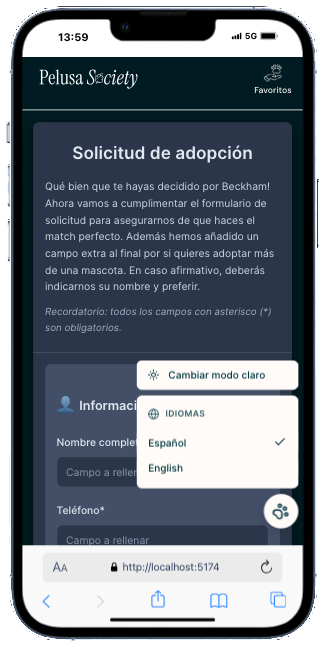 13:59
5G
Pelusa Society
Favoritos
Solicitud de adopción
Qué bien que te hayas decidido por Beckham!
Ahora vamos a cumplimentar el formulario de
solicitud para asegurarnos de que haces el
match perfecto. Además hemos añadido un
campo extra al final por si quieres adoptar más
de una mascota. En caso afirmativo, deberás
indicarnos su nombre y preferir.
Recordatorio: todos los campos con asterisco (*)
son obligatorios.
Cambiar modo claro
IDIOMAS
Español
English
Nombre
Campo a
Teléfono*
Campo a rellenar
AA http://localhost:5174